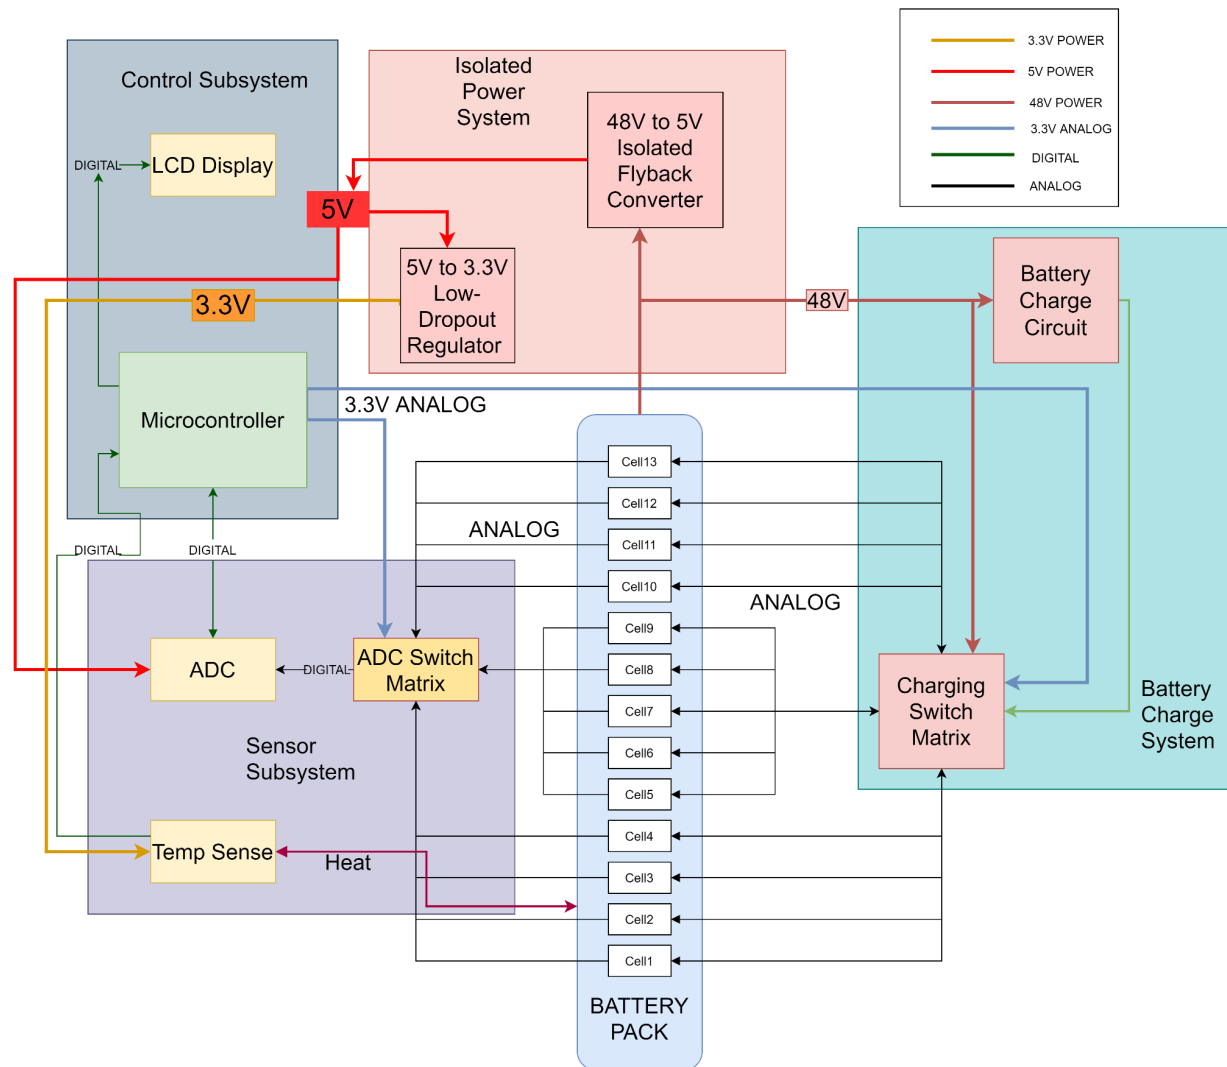 3.3V POWER
5V POWER
48V POWER
3.3V ANALOG
DIGITAL
ANALOG
Control Subsystem
LCD Display
DIGITAL
Isolated
Power
System
48V to 5V
Isolated
Flyback
Converter
5V
5V to 3.3V
Low-
Dropout
Regulator
3.3V
48V
Battery
Charge
Circuit
Microcontroller
3.3V ANALOG
Cell13
Cell12
Cell11
Cell10
Cell9
Cell8
Cell7
Cell6
Cell5
Cell4
Cell3
Cell2
Cell1
BATTERY
PACK
ANALOG
ANALOG
DIGITAL
DIGITAL
ADC
DIGITAL
ADC Switch
Matrix
Sensor
Subsystem
Temp Sense
Heat
Charging
Switch
Matrix
Battery
Charge
System